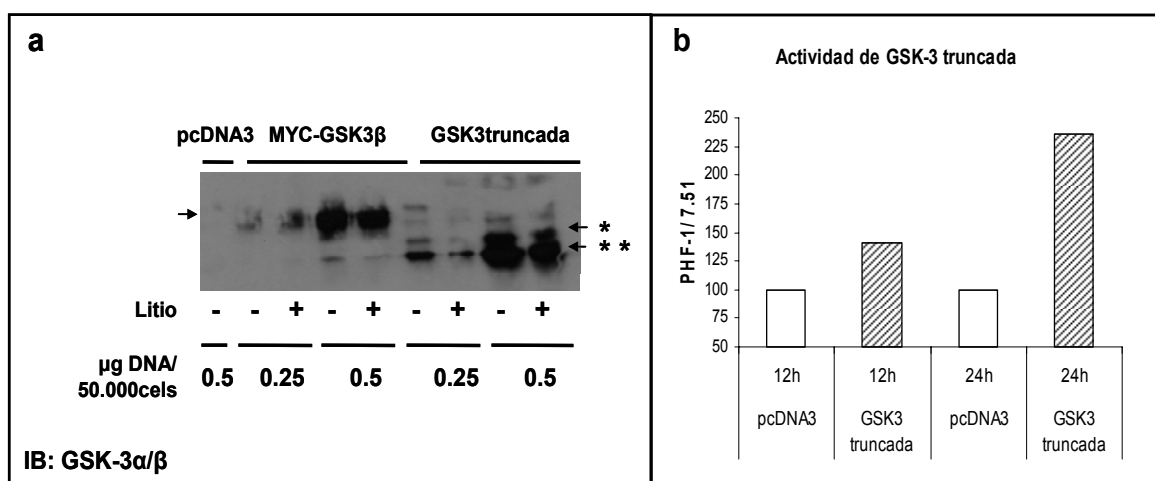 a
pcDNA3 MYC-GSK3β GSK3truncada
*
* *
Litio - - + - + - + - +
µg DNA/
50.000cels
0.5 0.25 0.5 0.25 0.5
IB: GSK-3α/β
b
Actividad de GSK-3 truncada
PHF-1/ 7.51
250
225
200
175
150
125
100
75
50
12h 12h 24h 24h
pcDNA3 GSK3 truncada pcDNA3 GSK3 truncada